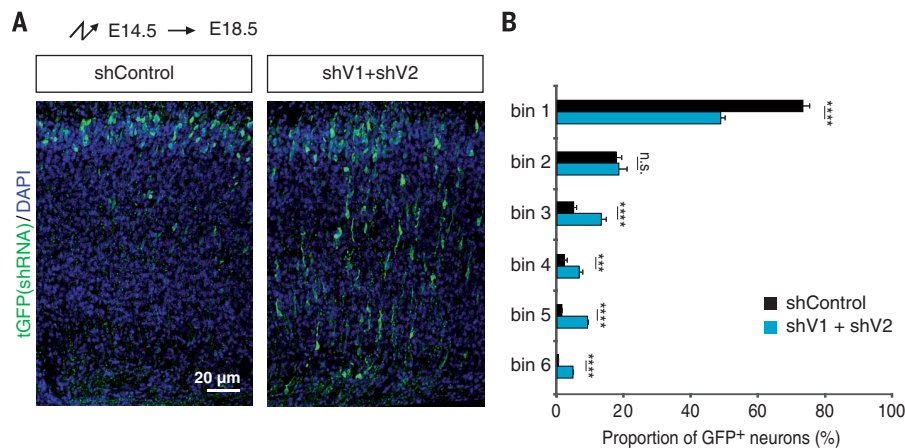 A
E14.5 → E18.5
shControl
shV1+shV2
tGFP(shRNA)/DAPI
20 µm
B
bin 1
****
bin 2
n.s.
bin 3
****
bin 4
***
bin 5
****
bin 6
****
shControl
shV1 + shV2
0 20 40 60 80 100
Proportion of GFP+ neurons (%)